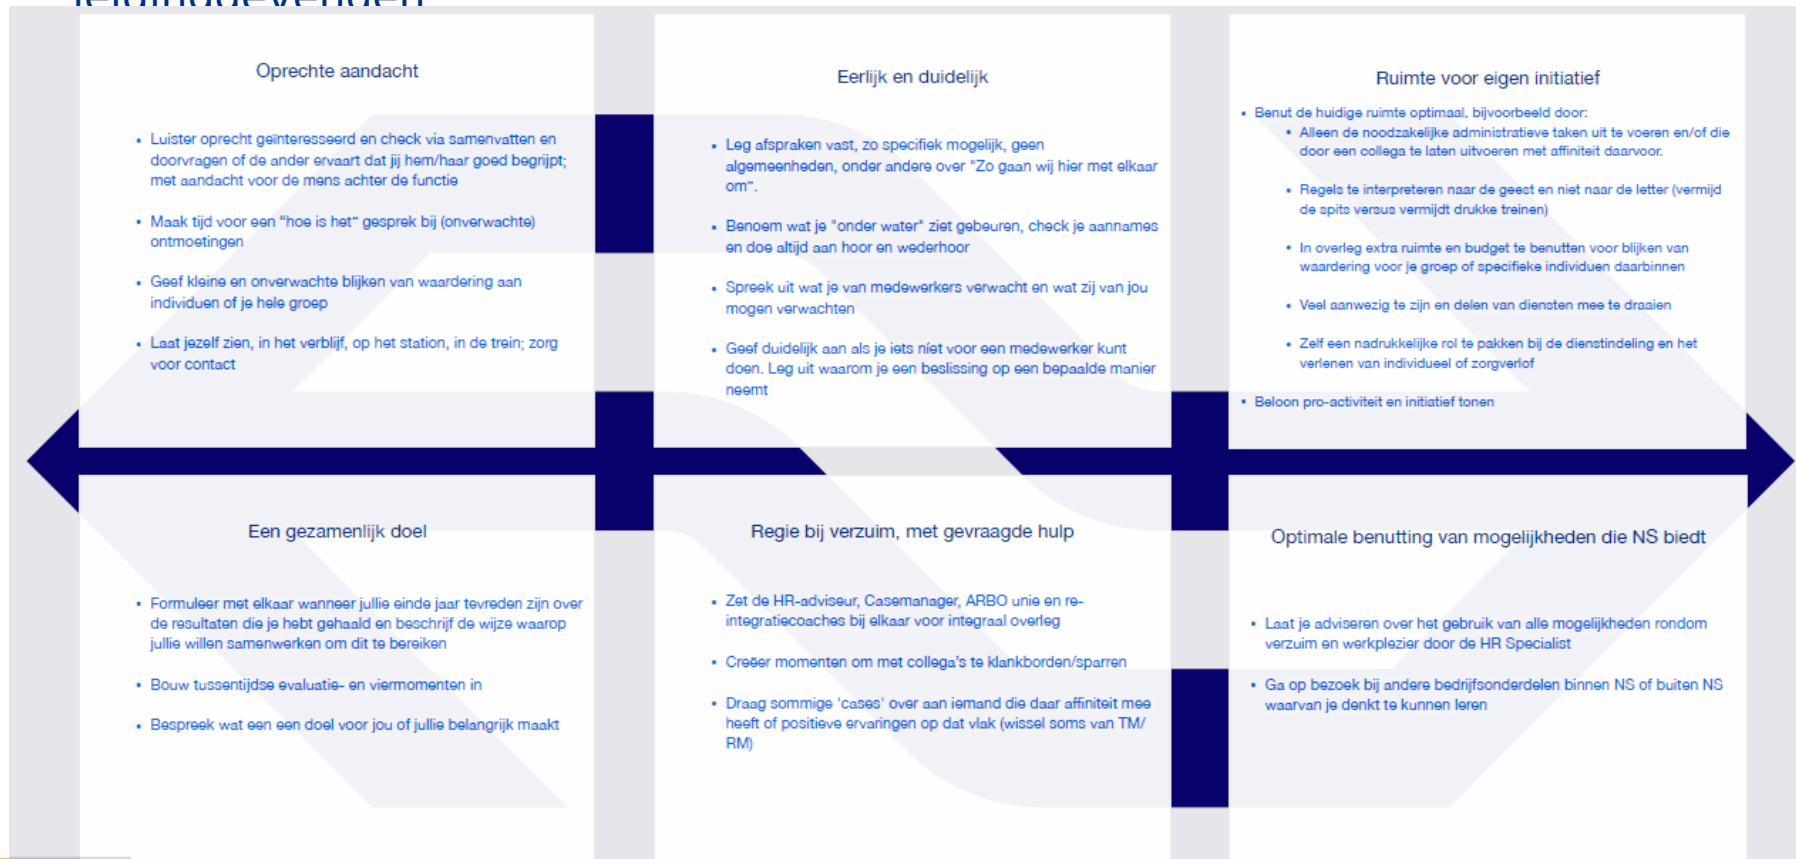 leidinggevenden
Oprechte aandacht
• Luister oprecht geïnteresseerd en check via samenvatten en
doorvragen of de ander ervaart dat jij hem/haar goed begrijpt;
met aandacht voor de mens achter de functie
• Maak tijd voor een "hoe is het" gesprek bij (onverwachte)
ontmoetingen
• Geef kleine en onverwachte blijken van waardering aan
individuen of je hele groep
• Laat jezelf zien, in het verblijf, op het station, in de trein; zorg
voor contact
Eerlijk en duidelijk
• Leg afspraken vast, zo specifiek mogelijk, geen
algemeenheden, onder andere over "Zo gaan wij hier met elkaar
om".
• Benoem wat je "onder water" ziet gebeuren, check je aannames
en doe altijd aan hoor en wederhoor
• Spreek uit wat je van medewerkers verwacht en wat zij van jou
mogen verwachten
• Geef duidelijk aan als je iets níet voor een medewerker kunt
doen. Leg uit waarom je een beslissing op een bepaalde manier
neemt
Ruimte voor eigen initiatief
• Benut de huidige ruimte optimaal, bijvoorbeeld door:
• Alleen de noodzakelijke administratieve taken uit te voeren en/of die
door een collega te laten uitvoeren met affiniteit daarvoor.
• Regels te interpreteren naar de geest en niet naar de letter (vermijd
de spits versus vermijdt drukke treinen)
• In overleg extra ruimte en budget te benutten voor blijken van
waardering voor je groep of specifieke individuen daarbinnen
• Veel aanwezig te zijn en delen van diensten mee te draaien
• Zelf een nadrukkelijke rol te pakken bij de dienstindeling en het
verlenen van individueel of zorgverlof
• Beloon pro-activiteit en initiatief tonen
Een gezamenlijk doel
• Formuleer met elkaar wanneer jullie einde jaar tevreden zijn over
de resultaten die je hebt gehaald en beschrijf de wijze waarop
jullie willen samenwerken om dit te bereiken
• Bouw tussentijdse evaluatie- en viermomenten in
• Bespreek wat een een doel voor jou of jullie belangrijk maakt
Regie bij verzuim, met gevraagde hulp
• Zet de HR-adviseur, Casemanager, ARBO unie en re-
integratiecoaches bij elkaar voor integraal overleg
• Creëer momenten om met collega's te klankborden/sparren
• Draag sommige 'cases' over aan iemand die daar affiniteit mee
heeft of positieve ervaringen op dat vlak (wissel soms van TM/
RM)
Optimale benutting van mogelijkheden die NS biedt
• Laat je adviseren over het gebruik van alle mogelijkheden rondom
verzuim en werkplezier door de HR Specialist
• Ga op bezoek bij andere bedrijfsonderdelen binnen NS of buiten NS
waarvan je denkt te kunnen leren